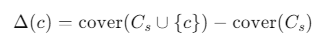 Δ(c) = cover(C_s ∪ {c}) − cover(C_s)